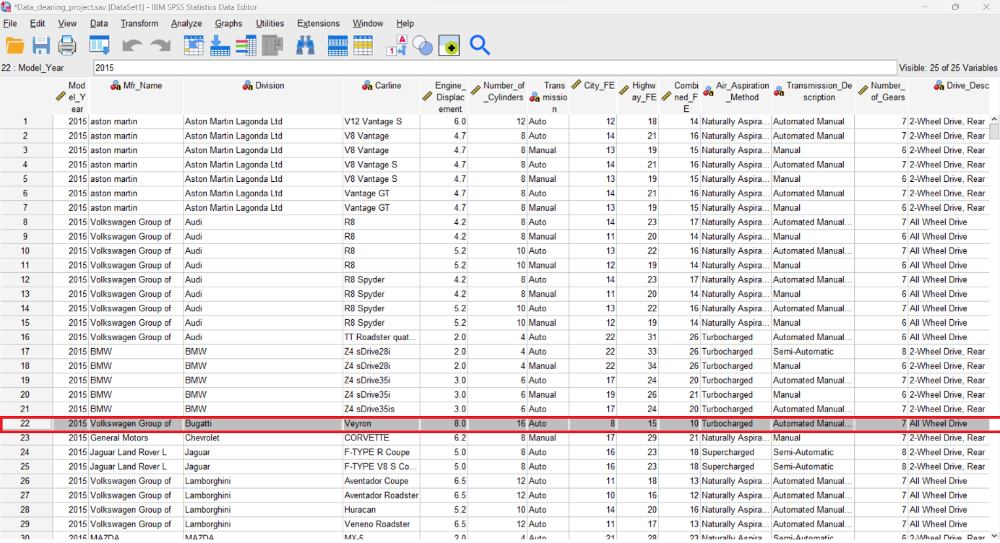 *Data_cleaning_project.sav [DataSet1] - IBM SPSS Statistics Data Editor
File Edit View Data Transform Analyze Graphs Utilities Extensions Window Help
1 A
22 : Model_Year 2015 Visible: 25 of 25 Variables
Mod Mfr_Name Division Carline Engine_ Number_of Trans City_FE Highw Combi Air_Aspiration Transmission_De Number_ Drive_Desc
el_Y Displac _Cylinders missio ay_FE ned_F _Method scription of_Gears
ear ement n E
1 2015 aston martin Aston Martin Lagonda Ltd V12 Vantage S 6.0 12 Auto 12 18 14 Naturally Aspira... Automated Manual 7 2-Wheel Drive, Rear
2 2015 aston martin Aston Martin Lagonda Ltd V8 Vantage 4.7 8 Auto 14 21 16 Naturally Aspira... Automated Manual 7 2-Wheel Drive, Rear
3 2015 aston martin Aston Martin Lagonda Ltd V8 Vantage 4.7 8 Manual 13 19 15 Naturally Aspira... Manual 6 2-Wheel Drive, Rear
4 2015 aston martin Aston Martin Lagonda Ltd V8 Vantage S 4.7 8 Auto 14 21 16 Naturally Aspira... Automated Manual 7 2-Wheel Drive, Rear
5 2015 aston martin Aston Martin Lagonda Ltd V8 Vantage S 4.7 8 Manual 13 19 15 Naturally Aspira... Manual 6 2-Wheel Drive, Rear
6 2015 aston martin Aston Martin Lagonda Ltd Vantage GT 4.7 8 Auto 14 21 16 Naturally Aspira... Automated Manual 7 2-Wheel Drive, Rear
7 2015 aston martin Aston Martin Lagonda Ltd Vantage GT 4.7 8 Manual 13 19 15 Naturally Aspira... Manual 6 2-Wheel Drive, Rear
8 2015 Volkswagen Group of Audi R8 4.2 8 Auto 14 23 17 Naturally Aspira... Automated Manual... 7 All Wheel Drive
9 2015 Volkswagen Group of Audi R8 4.2 8 Manual 11 20 14 Naturally Aspira... Manual 6 All Wheel Drive
10 2015 Volkswagen Group of Audi R8 5.2 10 Auto 13 22 16 Naturally Aspira... Automated Manual... 7 All Wheel Drive
11 2015 Volkswagen Group of Audi R8 5.2 10 Manual 12 19 14 Naturally Aspira... Manual 6 All Wheel Drive
12 2015 Volkswagen Group of Audi R8 Spyder 4.2 8 Auto 14 23 17 Naturally Aspira... Automated Manual... 7 All Wheel Drive
13 2015 Volkswagen Group of Audi R8 Spyder 4.2 8 Manual 11 20 14 Naturally Aspira... Manual 6 All Wheel Drive
14 2015 Volkswagen Group of Audi R8 Spyder 5.2 10 Auto 13 22 16 Naturally Aspira... Automated Manual... 7 All Wheel Drive
15 2015 Volkswagen Group of Audi R8 Spyder 5.2 10 Manual 12 19 14 Naturally Aspira... Manual 6 All Wheel Drive
16 2015 Volkswagen Group of Audi TT Roadster quat... 2.0 4 Auto 22 31 26 Turbocharged Automated Manual... 6 All Wheel Drive
17 2015 BMW BMW Z4 sDrive28i 2.0 4 Auto 22 33 26 Turbocharged Semi-Automatic 8 2-Wheel Drive, Rear
18 2015 BMW BMW Z4 sDrive28i 2.0 4 Manual 22 34 26 Turbocharged Manual 6 2-Wheel Drive, Rear
19 2015 BMW BMW Z4 sDrive35i 3.0 6 Auto 17 24 20 Turbocharged Automated Manual... 7 2-Wheel Drive, Rear
20 2015 BMW BMW Z4 sDrive35i 3.0 6 Manual 19 26 21 Turbocharged Manual 6 2-Wheel Drive, Rear
21 2015 BMW BMW Z4 sDrive35is 3.0 6 Auto 17 24 20 Turbocharged Automated Manual... 7 2-Wheel Drive, Rear
22 2015 Volkswagen Group of Bugatti Veyron 8.0 16 Auto 8 15 10 Turbocharged Automated Manual... 7 All Wheel Drive
23 2015 General Motors Chevrolet CORVETTE 6.2 8 Manual 17 29 21 Naturally Aspira... Manual 7 2-Wheel Drive, Rear
24 2015 Jaguar Land Rover L Jaguar F-TYPE R Coupe 5.0 8 Auto 16 23 18 Supercharged Semi-Automatic 8 2-Wheel Drive, Rear
25 2015 Jaguar Land Rover L Jaguar F-TYPE V8 S Co... 5.0 8 Auto 16 23 18 Supercharged Semi-Automatic 8 2-Wheel Drive, Rear
26 2015 Volkswagen Group of Lamborghini Aventador Coupe 6.5 12 Auto 11 18 13 Naturally Aspira... Automated Manual... 7 All Wheel Drive
27 2015 Volkswagen Group of Lamborghini Aventador Roadster 6.5 12 Auto 10 16 12 Naturally Aspira... Automated Manual... 7 All Wheel Drive
28 2015 Volkswagen Group of Lamborghini Huracan 5.2 10 Auto 14 20 16 Naturally Aspira... Automated Manual... 7 All Wheel Drive
29 2015 Volkswagen Group of Lamborghini Veneno Roadster 6.5 12 Auto 11 17 13 Naturally Aspira... Automated Manual... 7 All Wheel Drive
30 2015 MAZDA MAZDA MX-5 2.0 4 Auto 21 28 23 Naturally Aspira... Semi-Automatic 6 2-Wheel Drive, Rear